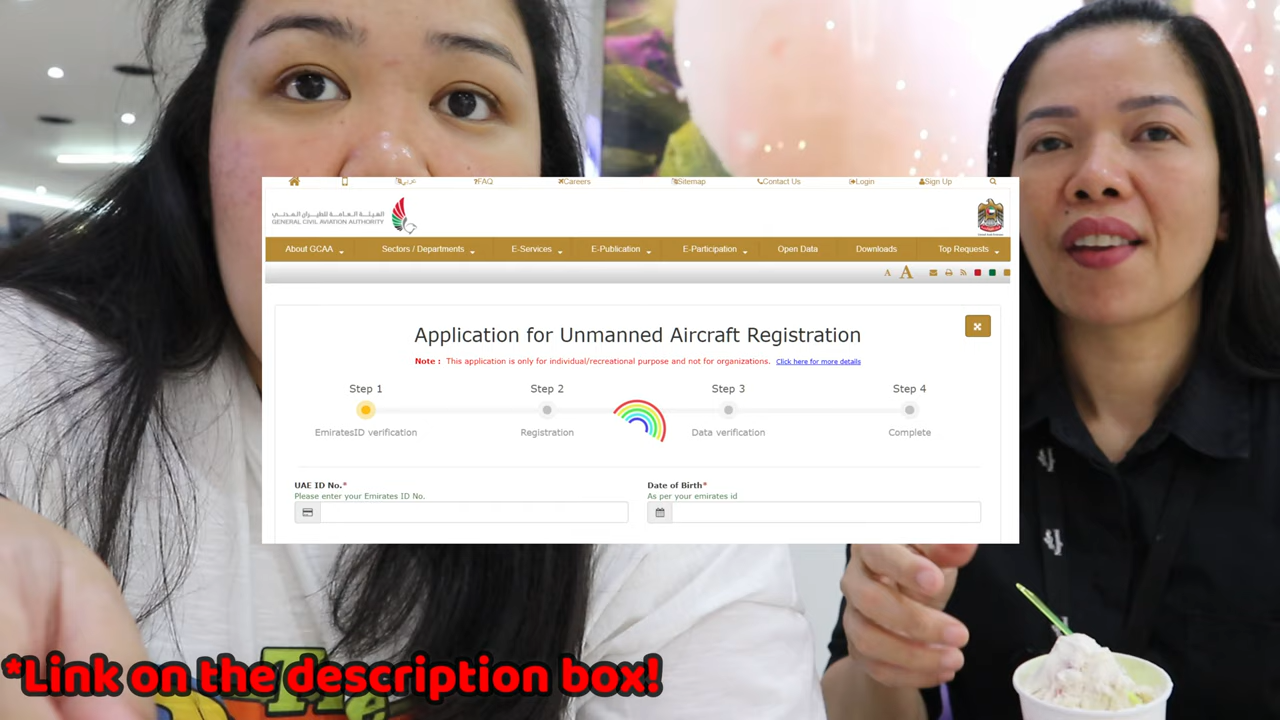 عربي
?FAQ
Careers
Sitemap
Contact Us
Login
Sign Up
الهيئة العامة للطيران المدني
GENERAL CIVIL AVIATION AUTHORITY
About GCAA
Sectors / Departments
E-Services
E-Publication
E-Participation
Open Data
Downloads
Top Requests
A
A
Application for Unmanned Aircraft Registration
Note : This application is only for individual/recreational purpose and not for organizations. Click here for more details
Step 1
Step 2
Step 3
Step 4
EmiratesID verification
Registration
Data verification
Complete
UAE ID No.*
Date of Birth*
Please enter your Emirates ID No.
As per your emirates id
*Link on the description box!